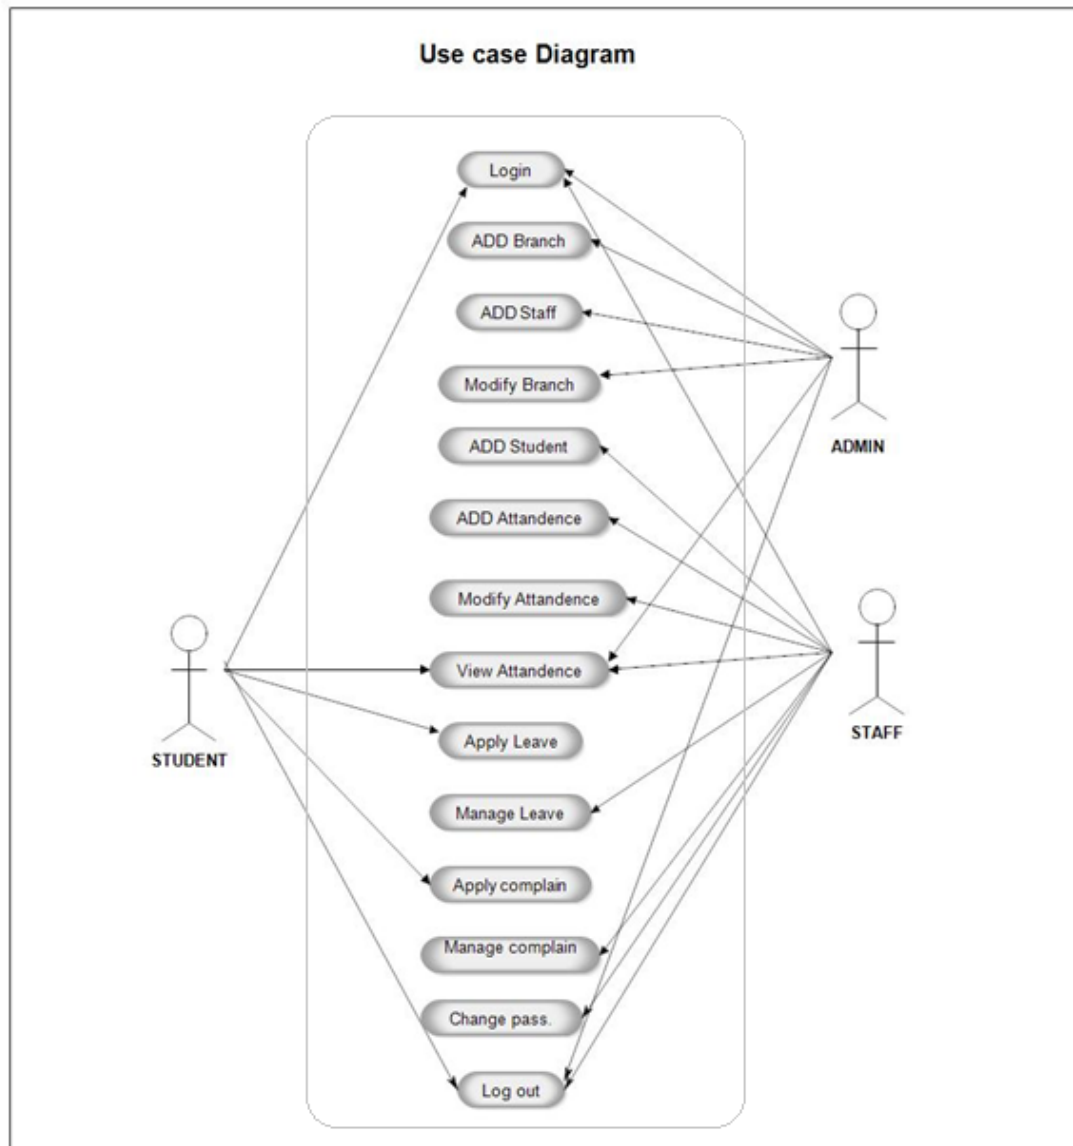 Use case Diagram
Login
ADD Branch
ADD Staff
Modify Branch
ADD Student
ADD Attandence
Modify Attandence
View Attandence
Apply Leave
Manage Leave
Apply complain
Manage complain
Change pass.
Log out
ADMIN
STAFF
STUDENT